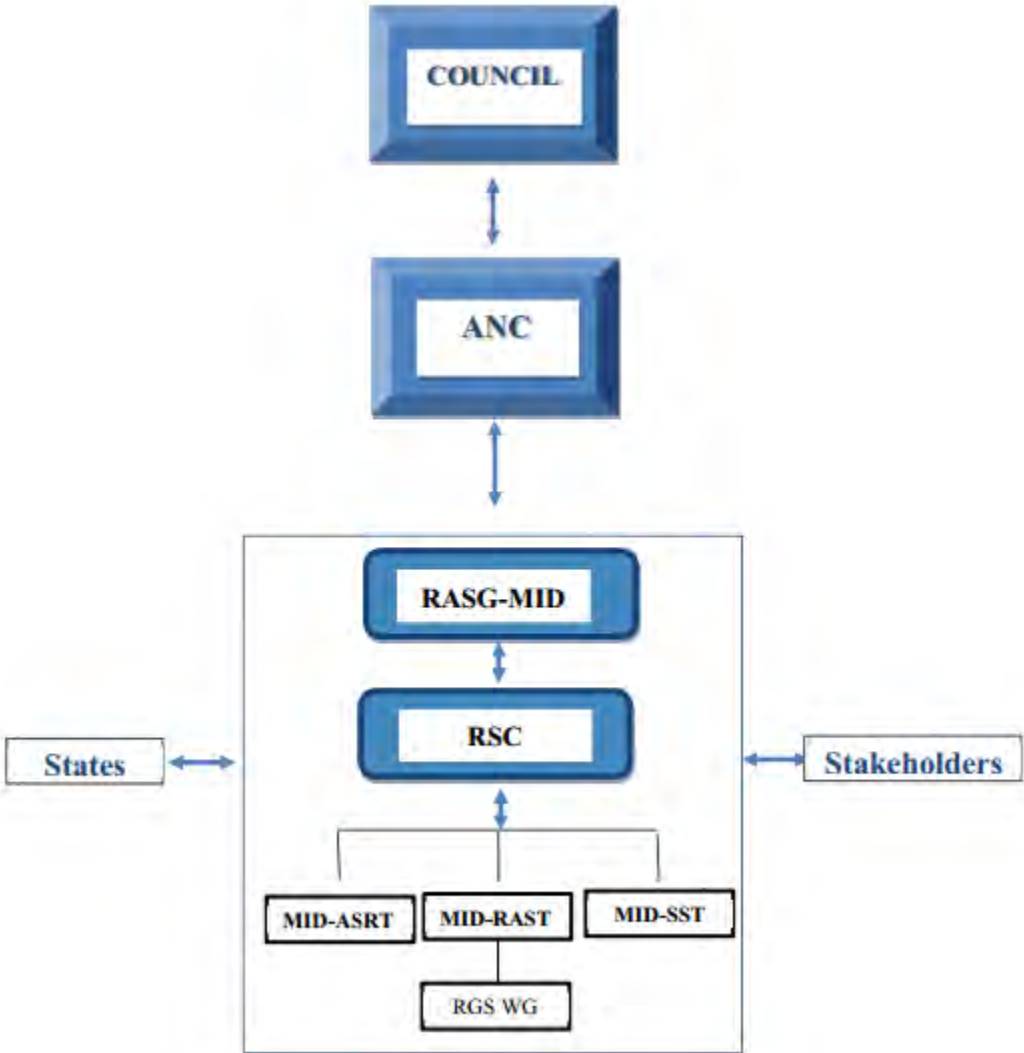 COUNCIL
ANC
RASG-MID
RSC
States
Stakeholders
MID-ASRT
MID-RAST
MID-SST
RGS WG